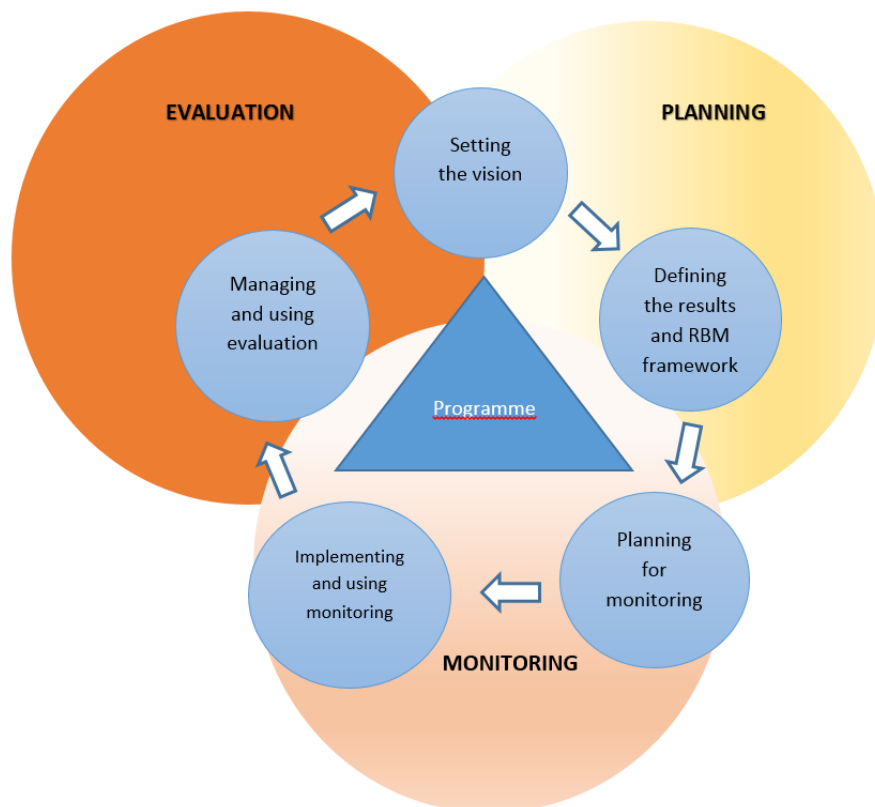 EVALUATION
PLANNING
Setting
the vision
Defining
the results
and RBM
framework
Managing
and using
evaluation
Programme
Planning
for
monitoring
Implementing
and using
monitoring
MONITORING